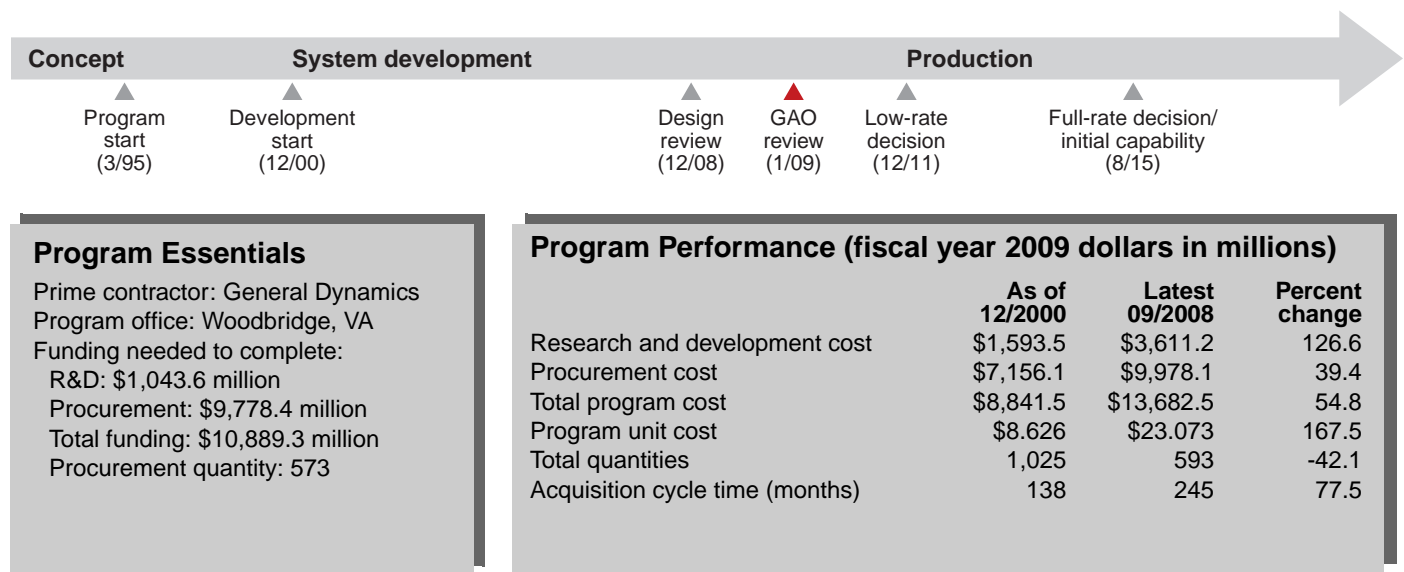 Concept System development Production
Program start (3/95)
Development start (12/00)
Design review (12/08)
GAO review (1/09)
Low-rate decision (12/11)
Full-rate decision/ initial capability (8/15)
Program Essentials
Prime contractor: General Dynamics
Program office: Woodbridge, VA
Funding needed to complete:
R&D: $1,043.6 million
Procurement: $9,778.4 million
Total funding: $10,889.3 million
Procurement quantity: 573
Program Performance (fiscal year 2009 dollars in millions)
As of 12/2000 Latest 09/2008 Percent change
Research and development cost $1,593.5 $3,611.2 126.6
Procurement cost $7,156.1 $9,978.1 39.4
Total program cost $8,841.5 $13,682.5 54.8
Program unit cost $8.626 $23.073 167.5
Total quantities 1,025 593 -42.1
Acquisition cycle time (months) 138 245 77.5